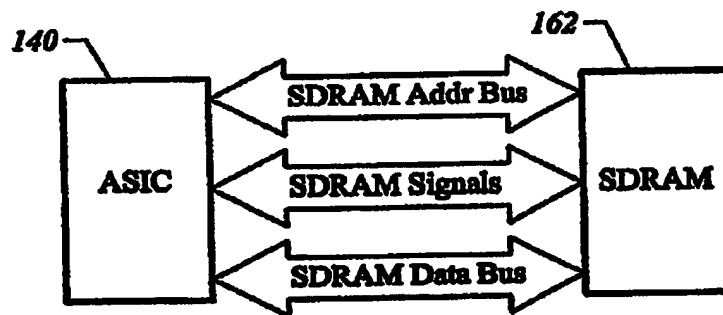 140
162
SDRAM Addr Bus
ASIC
SDRAM Signals
SDRAM
SDRAM Data Bus